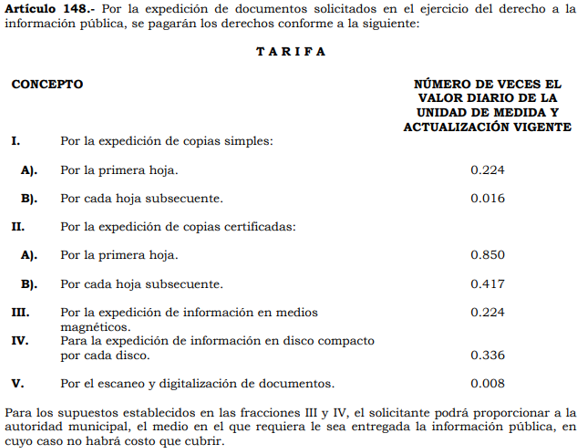 Artículo 148.- Por la expedición de documentos solicitados en el ejercicio del derecho a la
información pública, se pagarán los derechos conforme a la siguiente:
T A R I F A
CONCEPTO NÚMERO DE VECES EL
VALOR DIARIO DE LA
UNIDAD DE MEDIDA Y
ACTUALIZACIÓN VIGENTE
I. Por la expedición de copias simples:
A). Por la primera hoja. 0.224
B). Por cada hoja subsecuente. 0.016
II. Por la expedición de copias certificadas:
A). Por la primera hoja. 0.850
B). Por cada hoja subsecuente. 0.417
III. Por la expedición de información en medios 0.224
magnéticos.
IV. Para la expedición de información en disco compacto
por cada disco. 0.336
V. Por el escaneo y digitalización de documentos. 0.008
Para los supuestos establecidos en las fracciones III y IV, el solicitante podrá proporcionar a la
autoridad municipal, el medio en el que requiera le sea entregada la información pública, en
cuyo caso no habrá costo que cubrir.